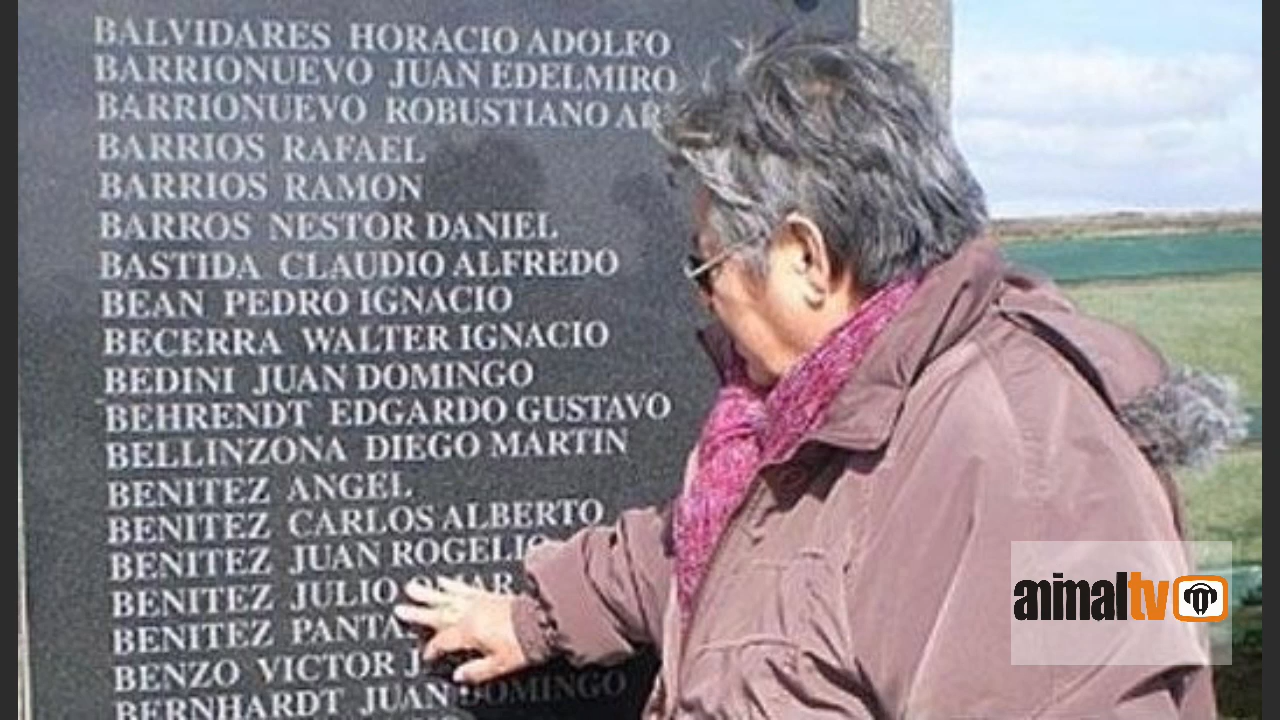 BALVIDARES HORACIO ADOLFO
BARRIONUEVO JUAN EDELMIRO
BARRIONUEVO ROBUSTIANO
BARRIOS RAFAEL
BARRIOS RAMON
BARROS NESTOR DANIEL
BASTIDA CLAUDIO ALFREDO
BEAN PEDRO IGNACIO
BECERRA WALTER IGNACIO
BEDINI JUAN DOMINGO
BEHRENDT EDGARDO GUSTAVO
BELLINZONA DIEGO MARTIN
BENITEZ ANGEL
BENITEZ CARLOS ALBERTO
BENITEZ JUAN ROGELIO
BENITEZ JULIO OMAR
BENITEZ
BENZO VICTOR
BERNHARDT JUAN DOMINGO
animaltv